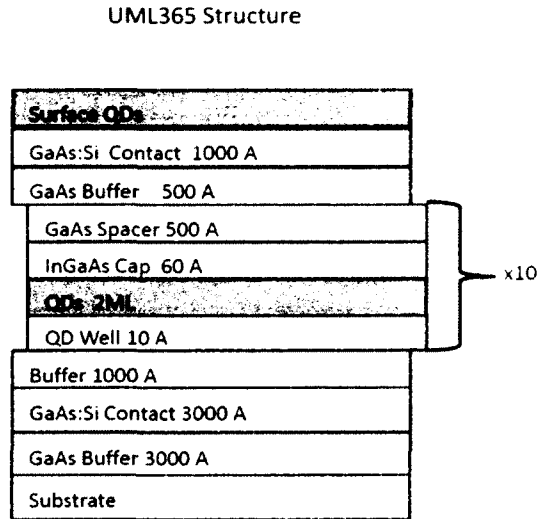 UML365 Structure
Surface QDs
GaAs:Si Contact 1000 A
GaAs Buffer 500 A
GaAs Spacer 500 A
InGaAs Cap 60 A
x10
QDs 2ML
QD Well 10 A
Buffer 1000 A
GaAs:Si Contact 3000 A
GaAs Buffer 3000 A
Substrate